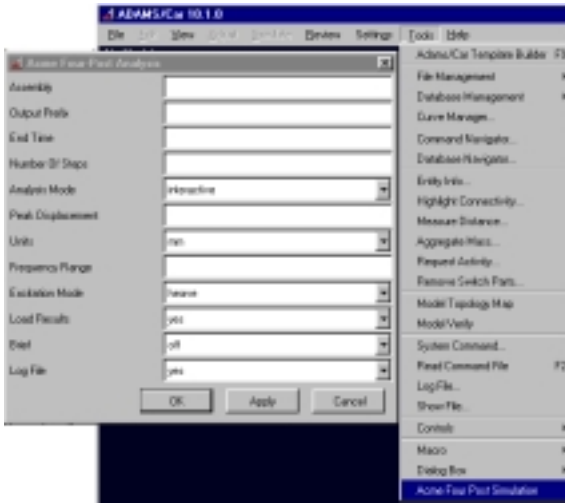 ADAMS/Car 10.1.0
File Edit View Adjust Simulate Review Settings Tools Help
Acme Four-Post Analysis
Assembly
Output Prefix
End Time
Number Of Steps
Analysis Mode
interactive
Peak Displacement
Units
mm
Frequency Range
Excitation Mode
heave
Load Results
yes
Brief
off
Log File
yes
OK Apply Cancel
Adams/Car Template Builder
File Management
Database Management
Curve Manager...
Command Navigator...
Database Navigator...
Entity Info...
Highlight Connectivity...
Measure Distance...
Aggregate Mass...
Request Activity...
Remove Switch Parts...
Model Topology Map
Model Verify
System Command...
Read Command File F2
Log File...
Show File...
Controls
Macro
Dialog Box
Acme Four Post Simulation